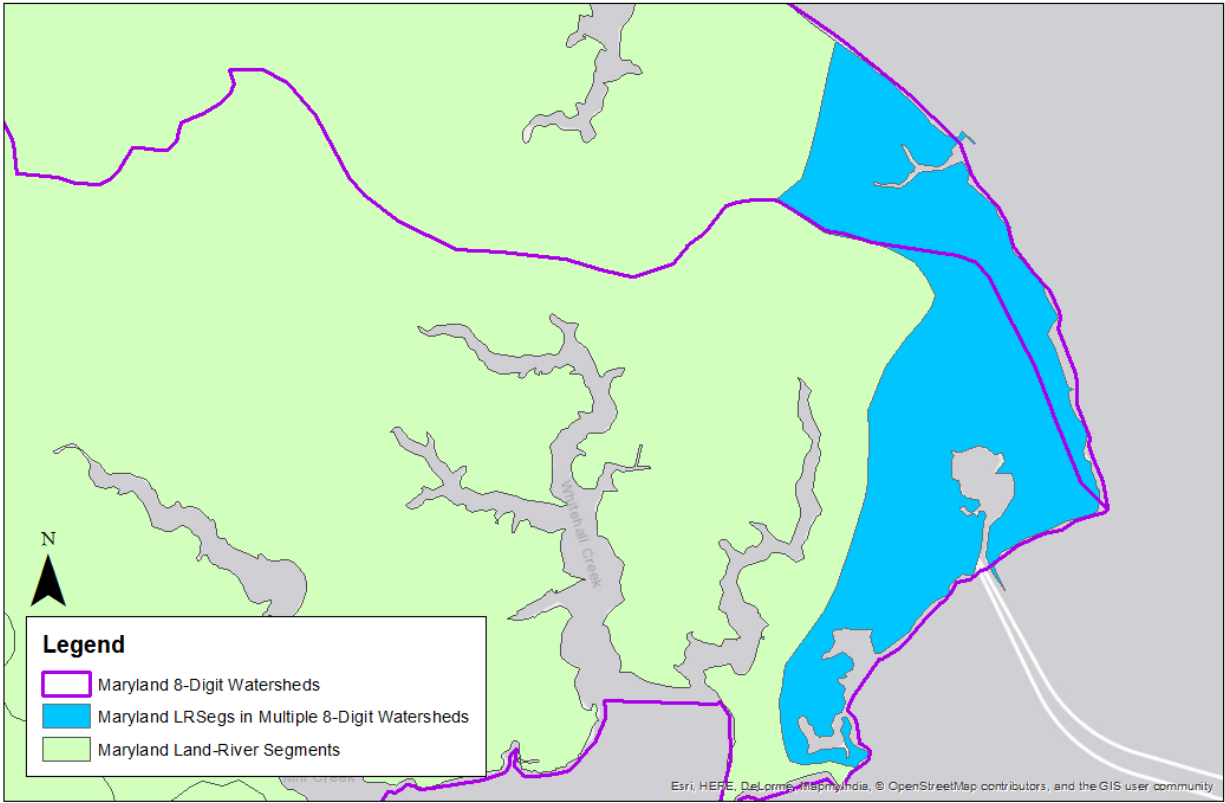 Whitehall Creek
N
Legend
Maryland 8-Digit Watersheds
Maryland LRSegs in Multiple 8-Digit Watersheds
Maryland Land-River Segments
Creek
Esri, HERE, DeLorme, MapmyIndia, © OpenStreetMap contributors, and the GIS user community